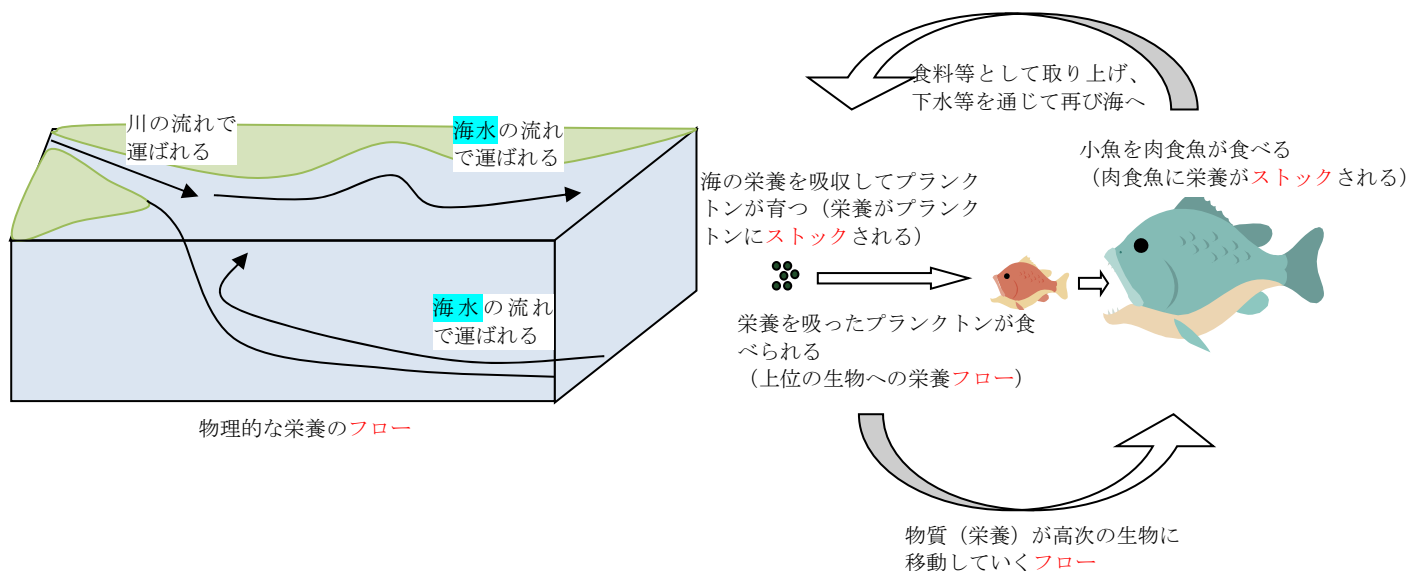 川の流れで
運ばれる
海水の流れ
で運ばれる
海水の流れ
で運ばれる
物理的な栄養のフロー
食料等として取り上げ、
下水等を通じて再び海へ
海の栄養を吸収してプランク
トンが育つ（栄養がプランク
トンにストックされる）
小魚を肉食魚が食べる
（肉食魚に栄養がストックされる）
栄養を吸ったプランクトンが食
べられる
（上位の生物への栄養フロー）
物質（栄養）が高次の生物に
移動していくフロー